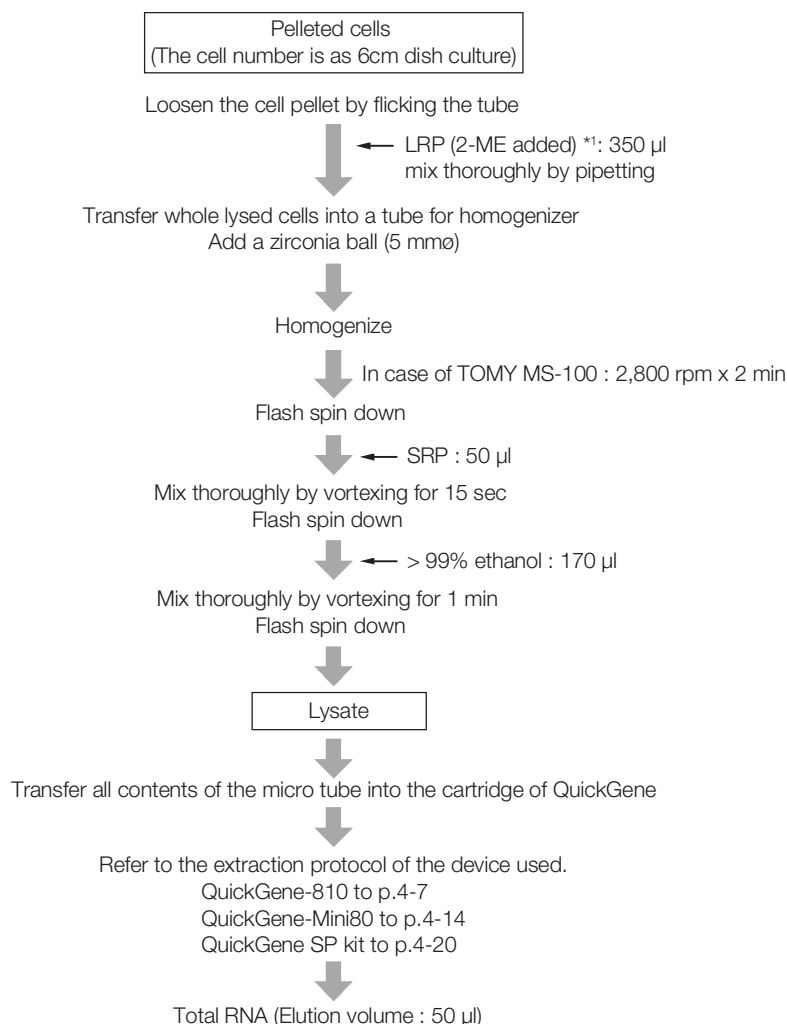 Pelleted cells
(The cell number is as 6cm dish culture)
Loosen the cell pellet by flicking the tube
LRP (2-ME added) *1: 350 µl
mix thoroughly by pipetting
Transfer whole lysed cells into a tube for homogenizer
Add a zirconia ball (5 mmø)
Homogenize
In case of TOMY MS-100 : 2,800 rpm x 2 min
Flash spin down
SRP : 50 µl
Mix thoroughly by vortexing for 15 sec
Flash spin down
> 99% ethanol : 170 µl
Mix thoroughly by vortexing for 1 min
Flash spin down
Lysate
Transfer all contents of the micro tube into the cartridge of QuickGene
Refer to the extraction protocol of the device used.
QuickGene-810 to p.4-7
QuickGene-Mini80 to p.4-14
QuickGene SP kit to p.4-20
Total RNA (Elution volume : 50 µl)